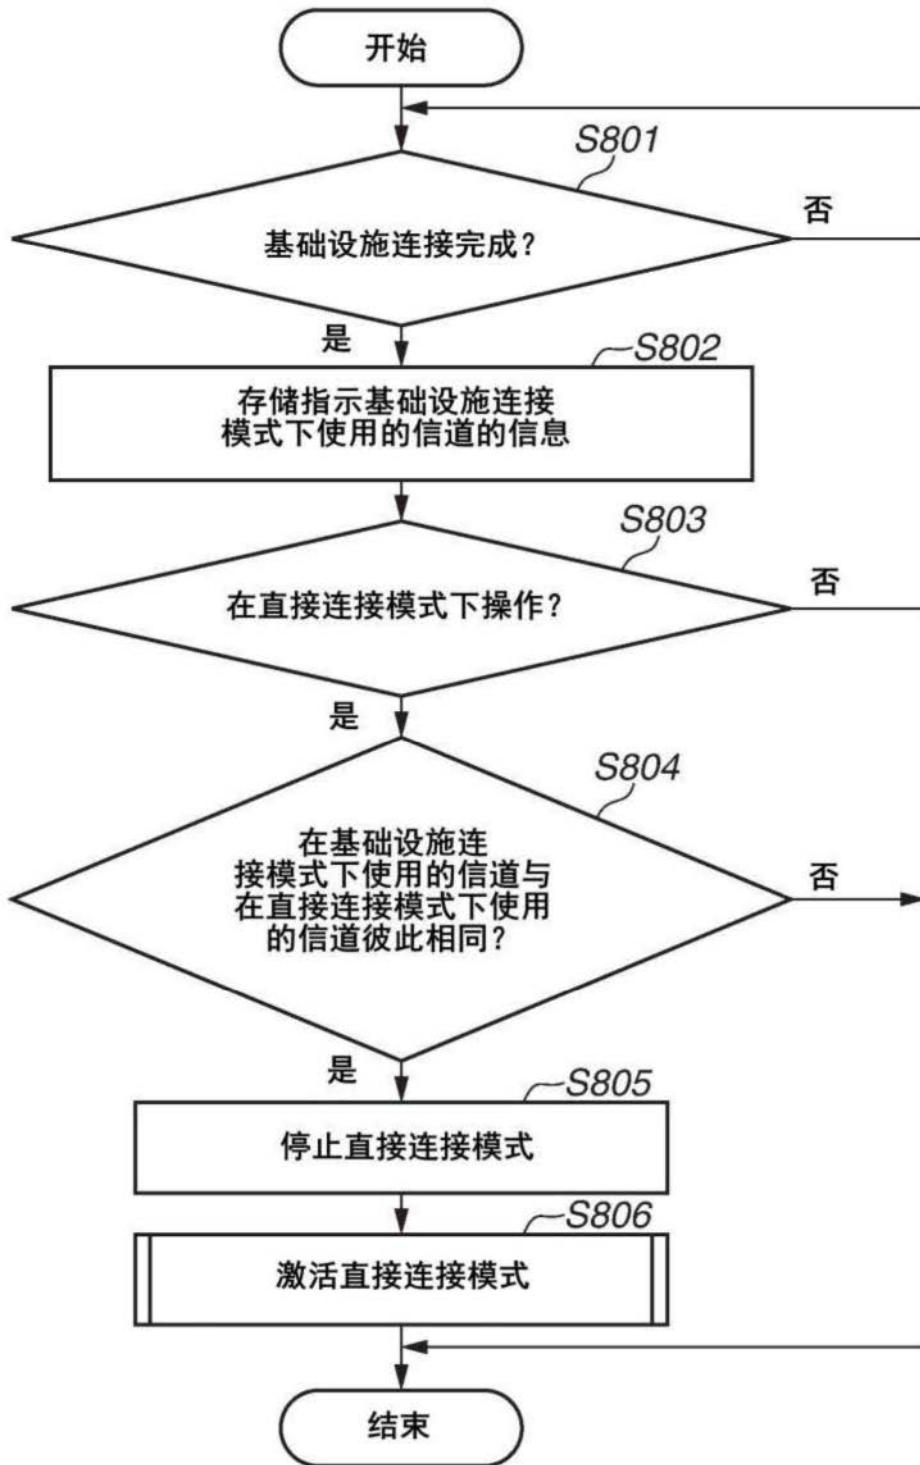 开始
S801
否
基础设施连接完成?
是
S802
存储指示基础设施连接
模式下使用的信道的信息
S803
否
在直接连接模式下操作?
是
S804
在基础设施连
接模式下使用的信道与
否
在直接连接模式下使用
的信道彼此相同?
是
S805
停止直接连接模式
S806
激活直接连接模式
结束